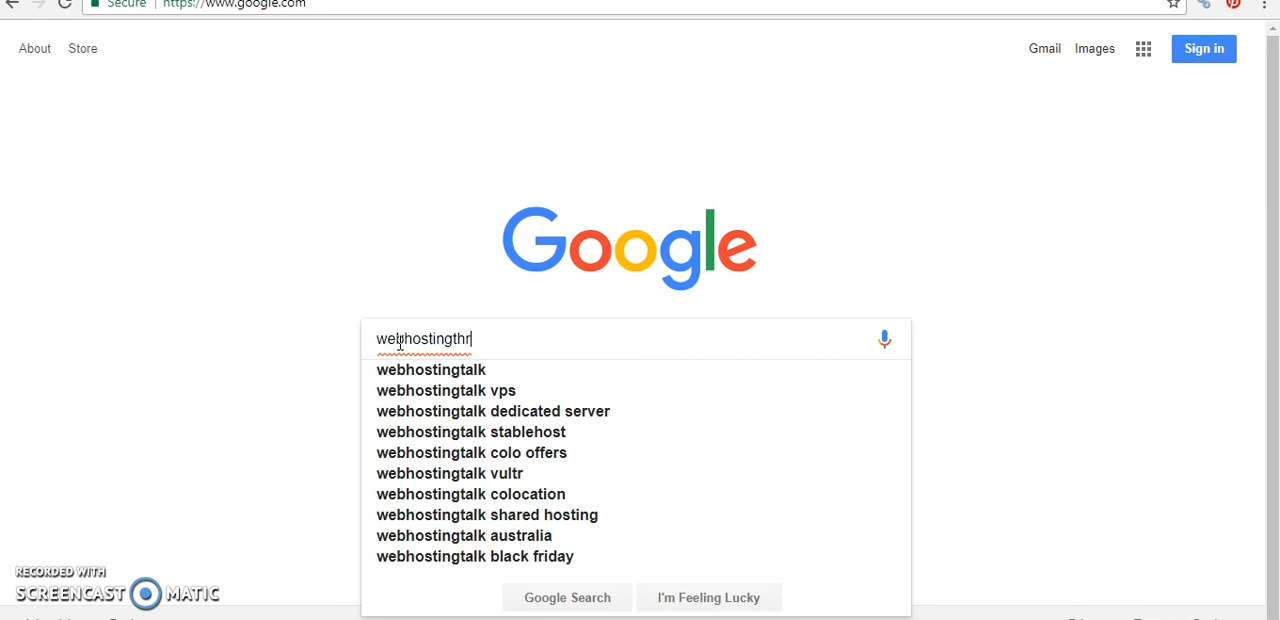 Secure | https://www.google.com
About Store Gmail Images Sign in
Google
webhostingthr
webhostingtalk
webhostingtalk vps
webhostingtalk dedicated server
webhostingtalk stablehost
webhostingtalk colo offers
webhostingtalk vultr
webhostingtalk colocation
webhostingtalk shared hosting
webhostingtalk australia
webhostingtalk black friday
Google Search I'm Feeling Lucky
RECORDED WITH
SCREENCAST MATIC